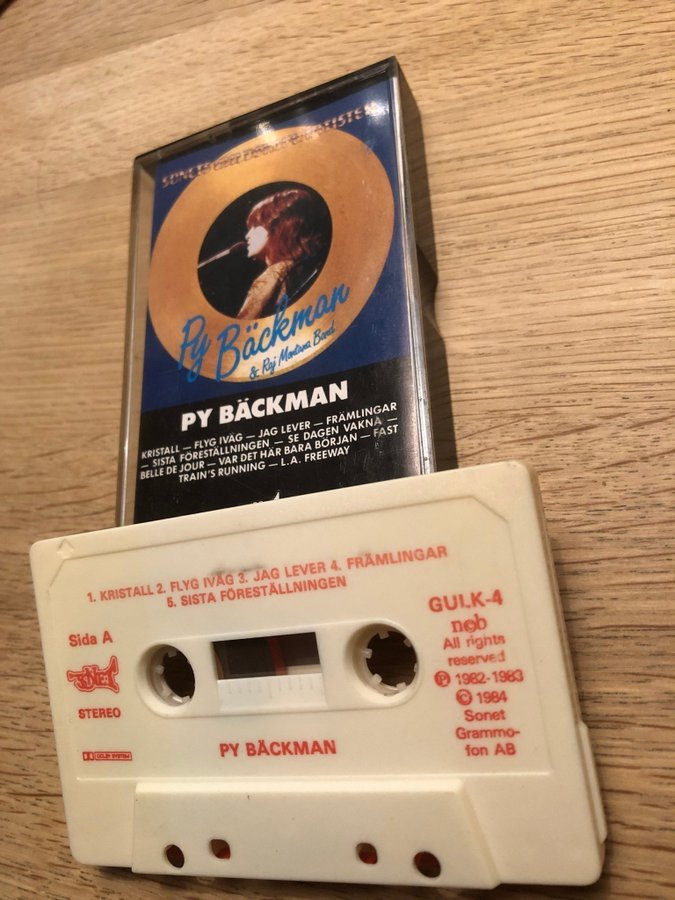 Py Bäckman
& Raj Montana Band
PY BÄCKMAN
KRISTALL — FLYG IVÄG — JAG LEVER — FRÄMLINGAR
— SISTA FÖRESTÄLLNINGEN — SE DAGEN VAKNA —
BELLE DE JOUR — VAR DET HÄR BARA BÖRJAN — FAST
TRAIN'S RUNNING — L.A. FREEWAY
1. KRISTALL 2. FLYG IVÄG 3. JAG LEVER 4. FRÄMLINGAR
5. SISTA FÖRESTÄLLNINGEN
Sida A
SONET
STEREO
DOLBY SYSTEM
PY BÄCKMAN
GULK-4
ncb
All rights
reserved
Ⓟ 1982-1983
© 1984
Sonet
Grammo-
fon AB